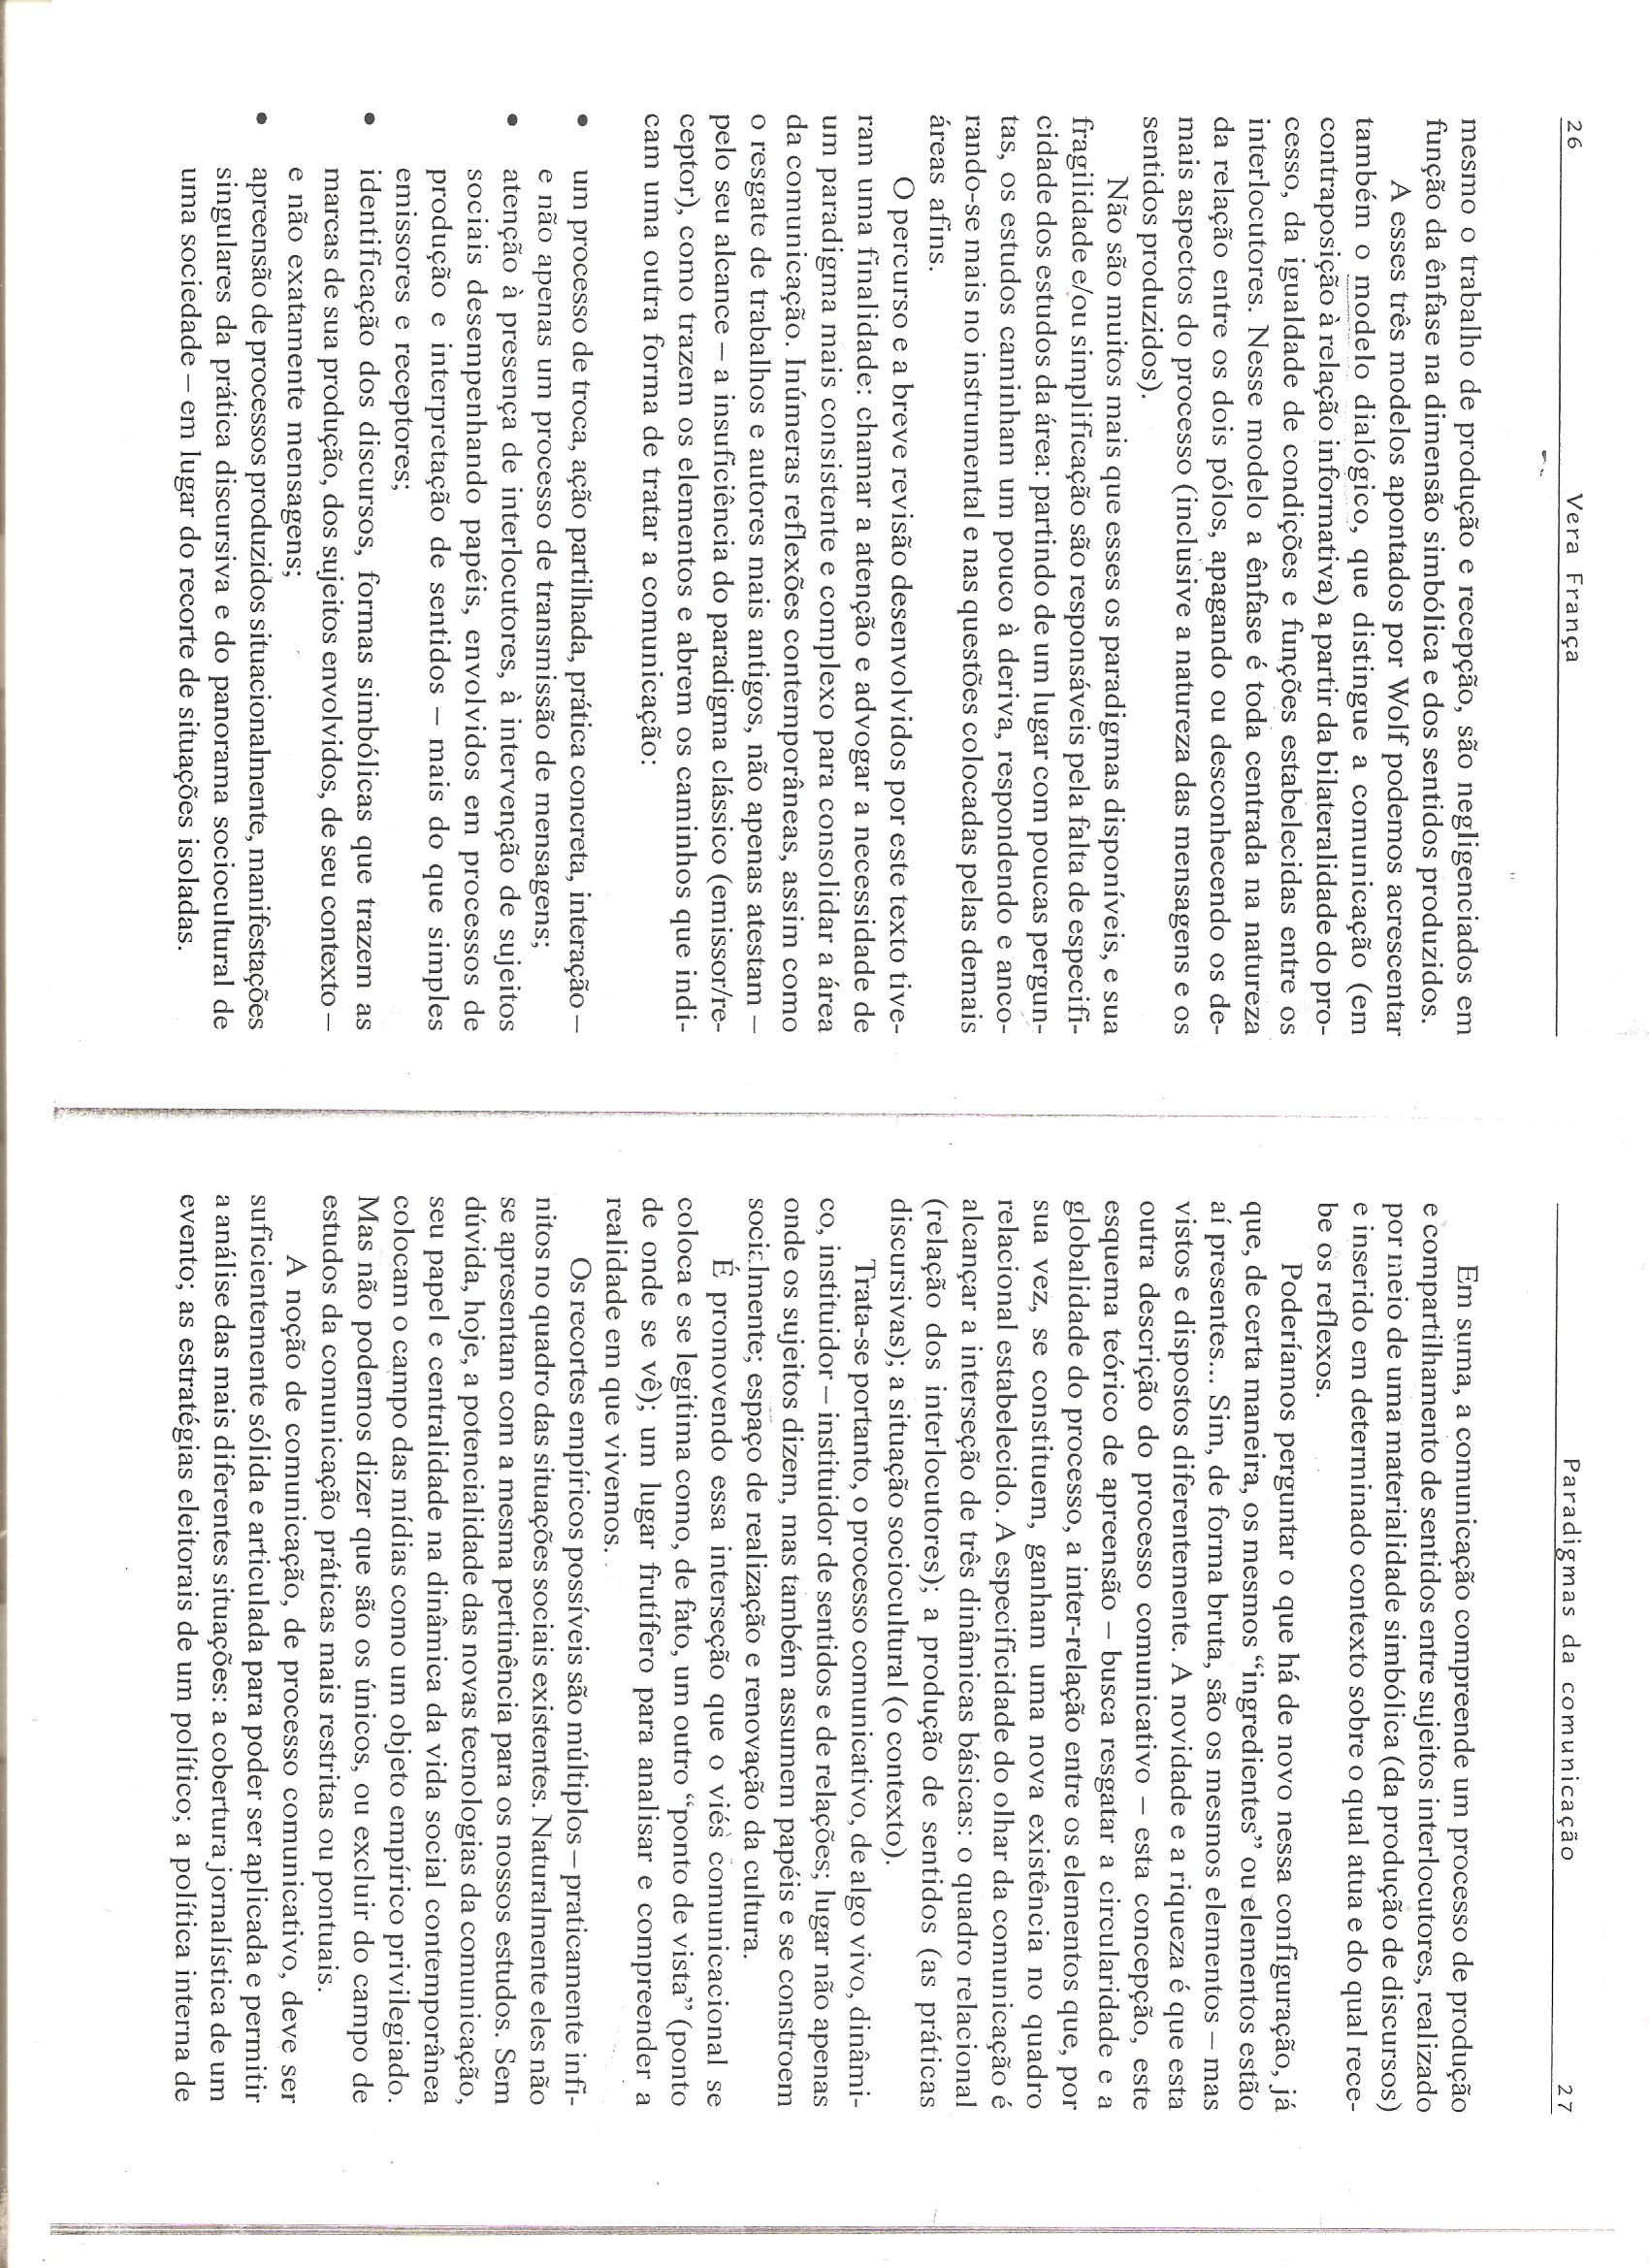 26 Vera França
mesmo o trabalho de produção e recepção, são negligenciados em
função da ênfase na dimensão simbólica e dos sentidos produzidos.
A esses três modelos apontados por Wolf podemos acrescentar
também o modelo dialógico, que distingue a comunicação (em
contraposição à relação informativa) a partir da bilateralidade do pro-
cesso, da igualdade de condições e funções estabelecidas entre os
interlocutores. Nesse modelo a ênfase é toda centrada na natureza
da relação entre os dois pólos, apagando ou desconhecendo os de-
mais aspectos do processo (inclusive a natureza das mensagens e os
sentidos produzidos).
Não são muitos mais que esses os paradigmas disponíveis, e sua
fragilidade e/ou simplificação são responsáveis pela falta de especifi-
cidade dos estudos da área: partindo de um lugar com poucas pergun-
tas, os estudos caminham um pouco à deriva, respondendo e anco-
rando-se mais no instrumental e nas questões colocadas pelas demais
áreas afins.
O percurso e a breve revisão desenvolvidos por este texto tive-
ram uma finalidade: chamar a atenção e advogar a necessidade de
um paradigma mais consistente e complexo para consolidar a área
da comunicação. Inúmeras reflexões contemporâneas, assim como
o resgate de trabalhos e autores mais antigos, não apenas atestam –
pelo seu alcance – a insuficiência do paradigma clássico (emissor/re-
ceptor), como trazem os elementos e abrem os caminhos que indi-
cam uma outra forma de tratar a comunicação:
• um processo de troca, ação partilhada, prática concreta, interação –
e não apenas um processo de transmissão de mensagens;
• atenção à presença de interlocutores, à intervenção de sujeitos
sociais desempenhando papéis, envolvidos em processos de
produção e interpretação de sentidos – mais do que simples
emissores e receptores;
• identificação dos discursos, formas simbólicas que trazem as
marcas de sua produção, dos sujeitos envolvidos, de seu contexto –
e não exatamente mensagens;
• apreensão de processos produzidos situacionalmente, manifestações
singulares da prática discursiva e do panorama sociocultural de
uma sociedade – em lugar do recorte de situações isoladas.
Paradigmas da comunicação 27
Em suma, a comunicação compreende um processo de produção
e compartilhamento de sentidos entre sujeitos interlocutores, realizado
por meio de uma materialidade simbólica (da produção de discursos)
e inserido em determinado contexto sobre o qual atua e do qual rece-
be os reflexos.
Poderíamos perguntar o que há de novo nessa configuração, já
que, de certa maneira, os mesmos “ingredientes” ou elementos estão
aí presentes... Sim, de forma bruta, são os mesmos elementos – mas
vistos e dispostos diferentemente. A novidade e a riqueza é que esta
outra descrição do processo comunicativo – esta concepção, este
esquema teórico de apreensão – busca resgatar a circularidade e a
globalidade do processo, a inter-relação entre os elementos que, por
sua vez, se constituem, ganham uma nova existência no quadro
relacional estabelecido. A especificidade do olhar da comunicação é
alcançar a interseção de três dinâmicas básicas: o quadro relacional
(relação dos interlocutores); a produção de sentidos (as práticas
discursivas); a situação sociocultural (o contexto).
Trata-se portanto, o processo comunicativo, de algo vivo, dinâmi-
co, instituidor – instituidor de sentidos e de relações; lugar não apenas
onde os sujeitos dizem, mas também assumem papéis e se constroem
socialmente; espaço de realização e renovação da cultura.
É promovendo essa interseção que o viés comunicacional se
coloca e se legitima como, de fato, um outro “ponto de vista” (ponto
de onde se vê); um lugar frutífero para analisar e compreender a
realidade em que vivemos.
Os recortes empíricos possíveis são múltiplos – praticamente infi-
nitos no quadro das situações sociais existentes. Naturalmente eles não
se apresentam com a mesma pertinência para os nossos estudos. Sem
dúvida, hoje, a potencialidade das novas tecnologias da comunicação,
seu papel e centralidade na dinâmica da vida social contemporânea
colocam o campo das mídias como um objeto empírico privilegiado.
Mas não podemos dizer que são os únicos, ou excluir do campo de
estudos da comunicação práticas mais restritas ou pontuais.
A noção de comunicação, de processo comunicativo, deve ser
suficientemente sólida e articulada para poder ser aplicada e permitir
a análise das mais diferentes situações: a cobertura jornalística de um
evento; as estratégias eleitorais de um político; a política interna de